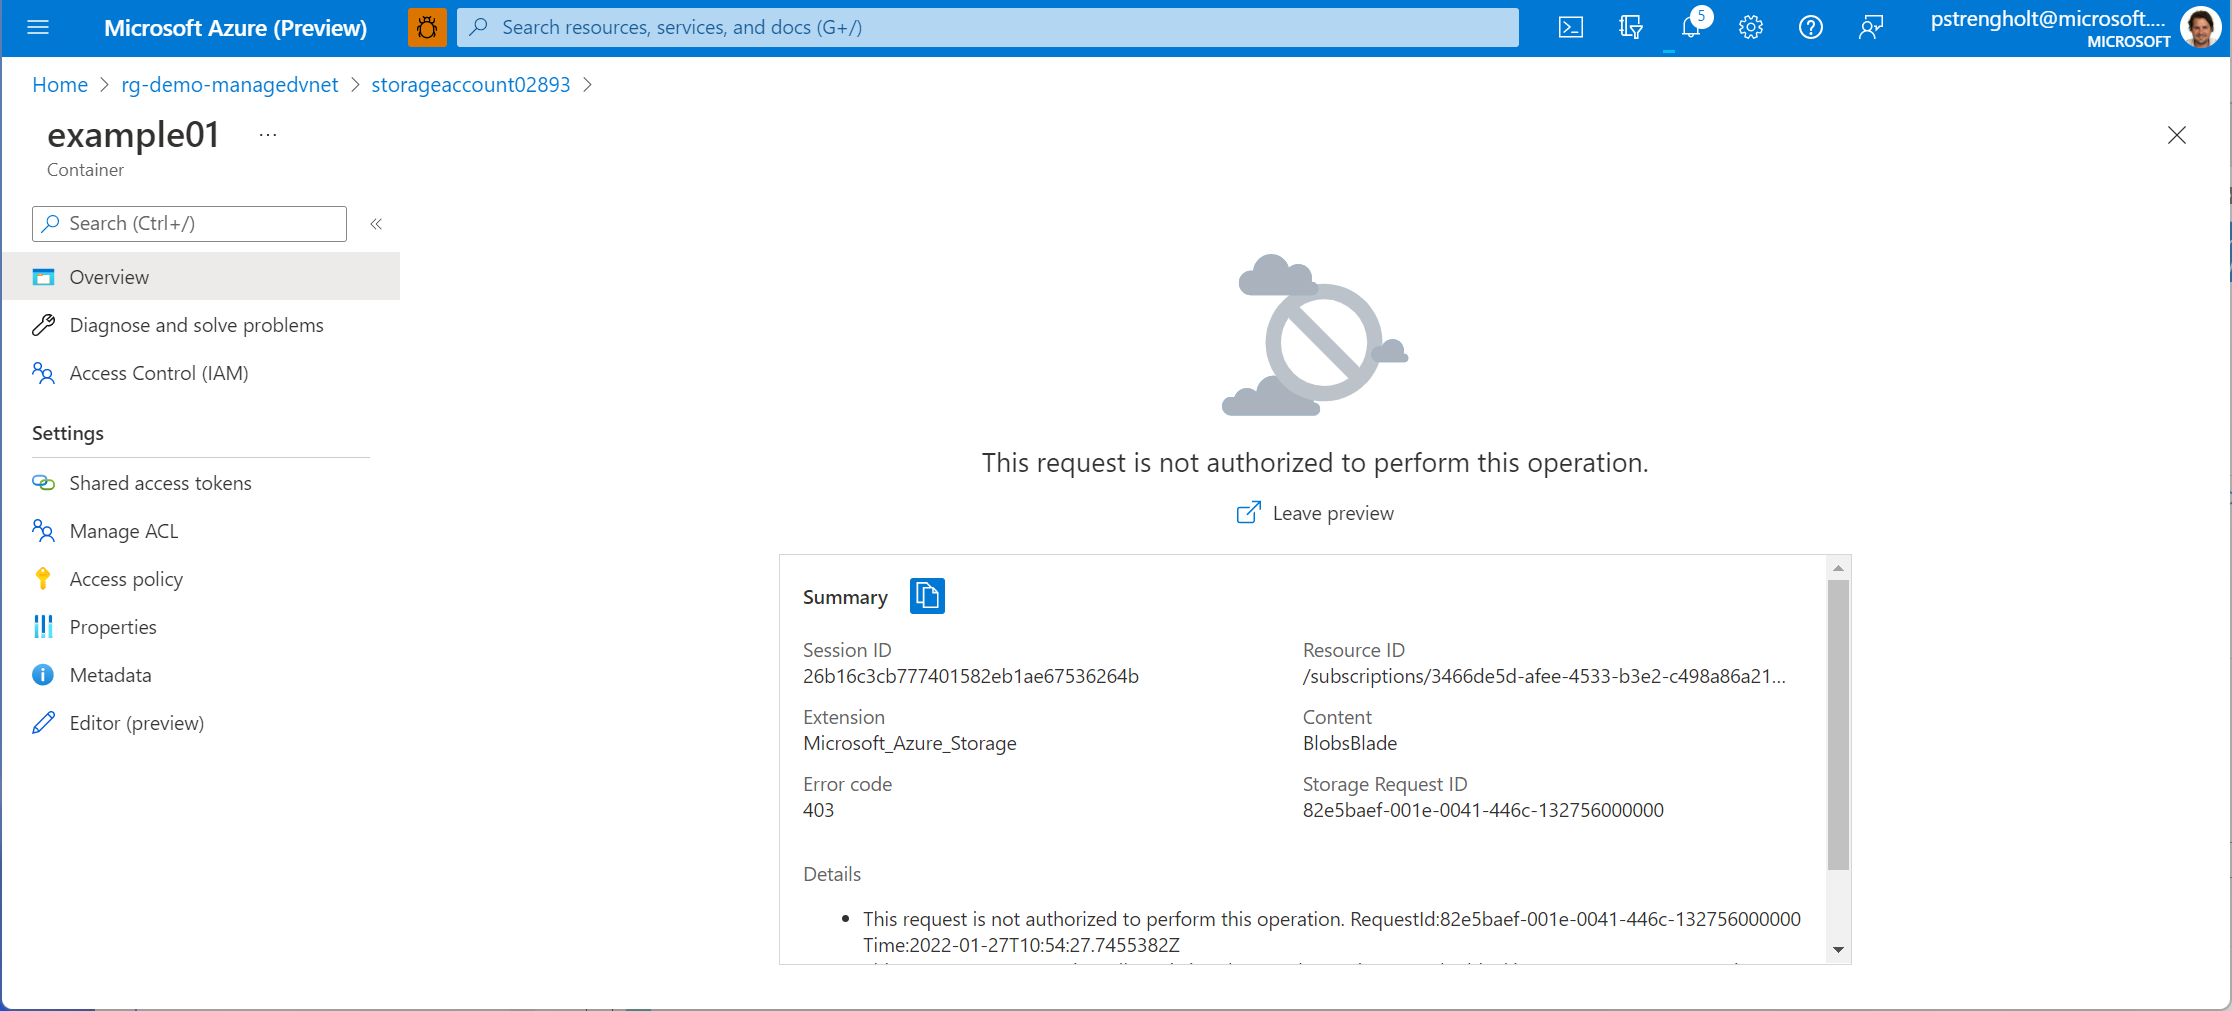 Microsoft Azure (Preview)
Search resources, services, and docs (G+/)
5
pstrengholt@microsoft....
MICROSOFT
Home > rg-demo-managedvnet > storageaccount02893 >
example01 ...
Container
Search (Ctrl+/)
«
Overview
Diagnose and solve problems
Access Control (IAM)
Settings
Shared access tokens
Manage ACL
Access policy
Properties
Metadata
Editor (preview)
This request is not authorized to perform this operation.
Leave preview
Summary
Session ID
26b16c3cb777401582eb1ae67536264b
Resource ID
/subscriptions/3466de5d-afee-4533-b3e2-c498a86a21...
Extension
Microsoft_Azure_Storage
Content
BlobsBlade
Error code
403
Storage Request ID
82e5baef-001e-0041-446c-132756000000
Details
• This request is not authorized to perform this operation. RequestId:82e5baef-001e-0041-446c-132756000000
Time:2022-01-27T10:54:27.7455382Z